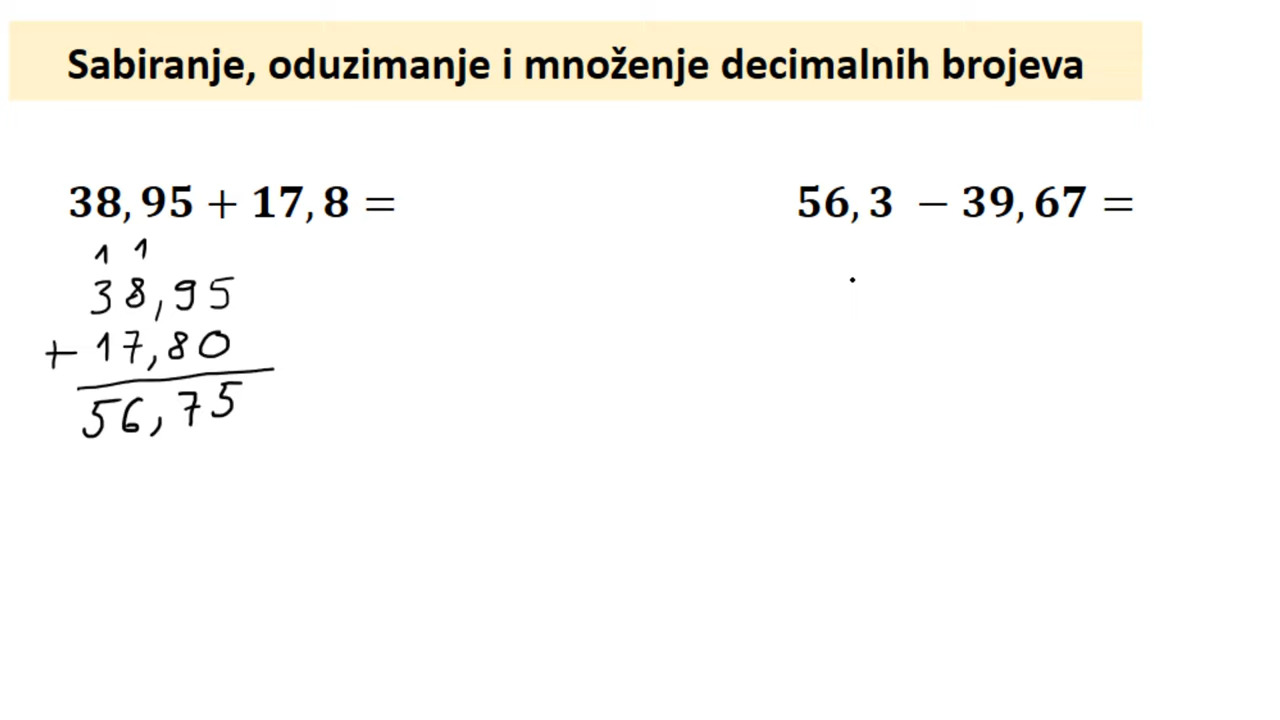 Sabiranje, oduzimanje i množenje decimalnih brojeva
38,95 + 17,8 =
1 1
38,95
+ 17,80
56,75
56,3 − 39,67 =